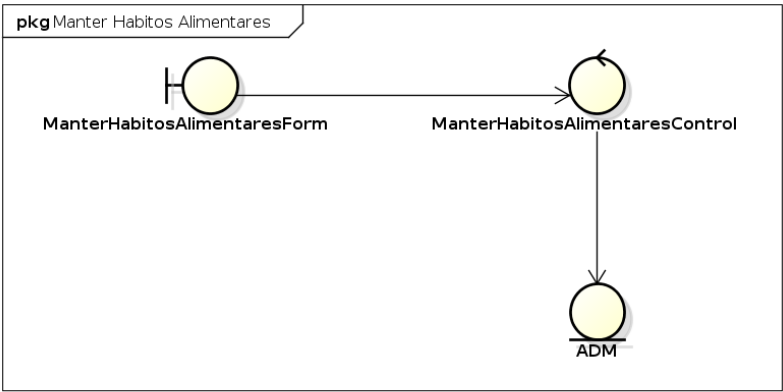 pkg Manter Habitos Alimentares
ManterHabitosAlimentaresForm
ManterHabitosAlimentaresControl
ADM